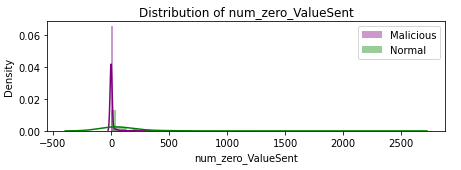 Distribution of num_zero_ValueSent
Malicious
Normal
Density
0.06
0.04
0.02
0.00
−500
0
500
1000
1500
2000
2500
num_zero_ValueSent